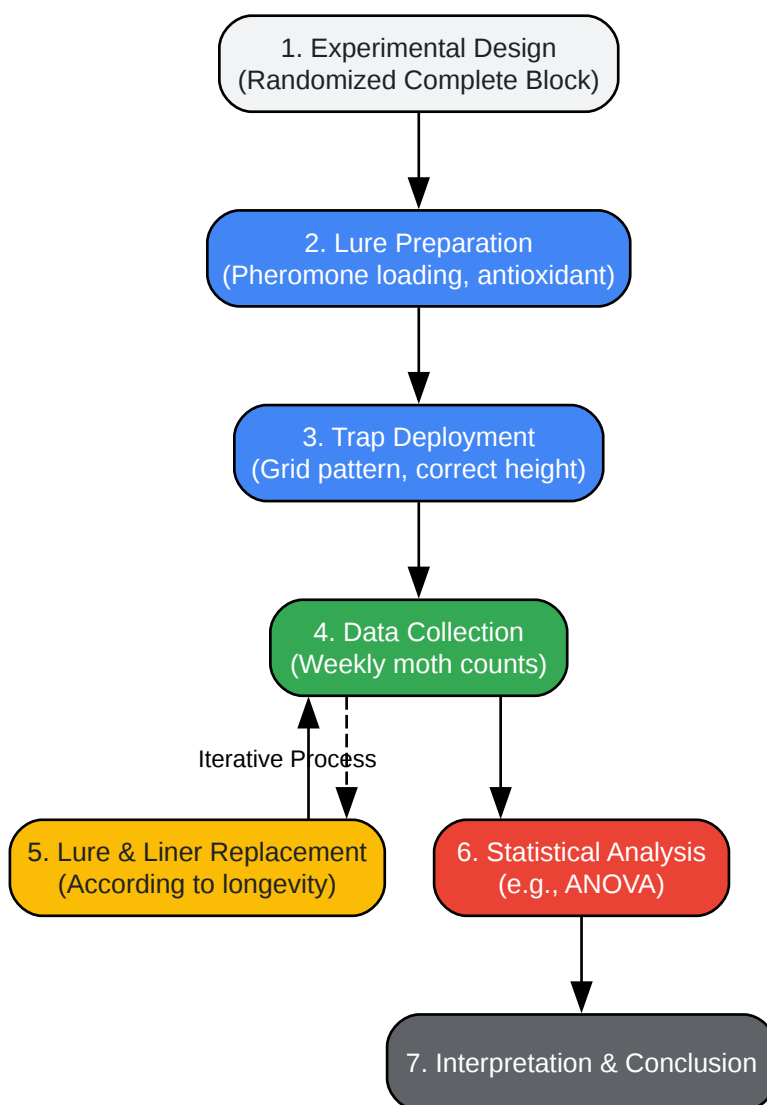 1. Experimental Design
(Randomized Complete Block)
2. Lure Preparation
(Pheromone loading, antioxidant)
3. Trap Deployment
(Grid pattern, correct height)
4. Data Collection
(Weekly moth counts)
Iterative Process
5. Lure & Liner Replacement
(According to longevity)
6. Statistical Analysis
(e.g., ANOVA)
7. Interpretation & Conclusion